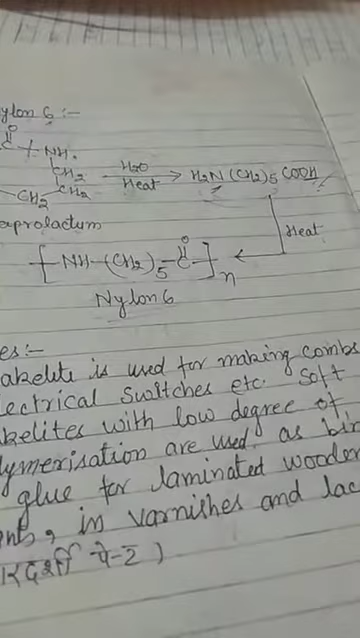 ylon 6 :-
O
C + NH.
CH₂ H₂O
CH₂ CH₂ Heat > H₂N (CH₂)₅ COOH
aprolactum
Heat
O
[ NH-(CH₂)₅-C ]n
Nylon 6
es:-
akelite is used for making combs
lectrical switches etc. Soft
kelites with low degree of
lymerisation are used as bin
glue for laminated wooden
nts, in varnishes and lac